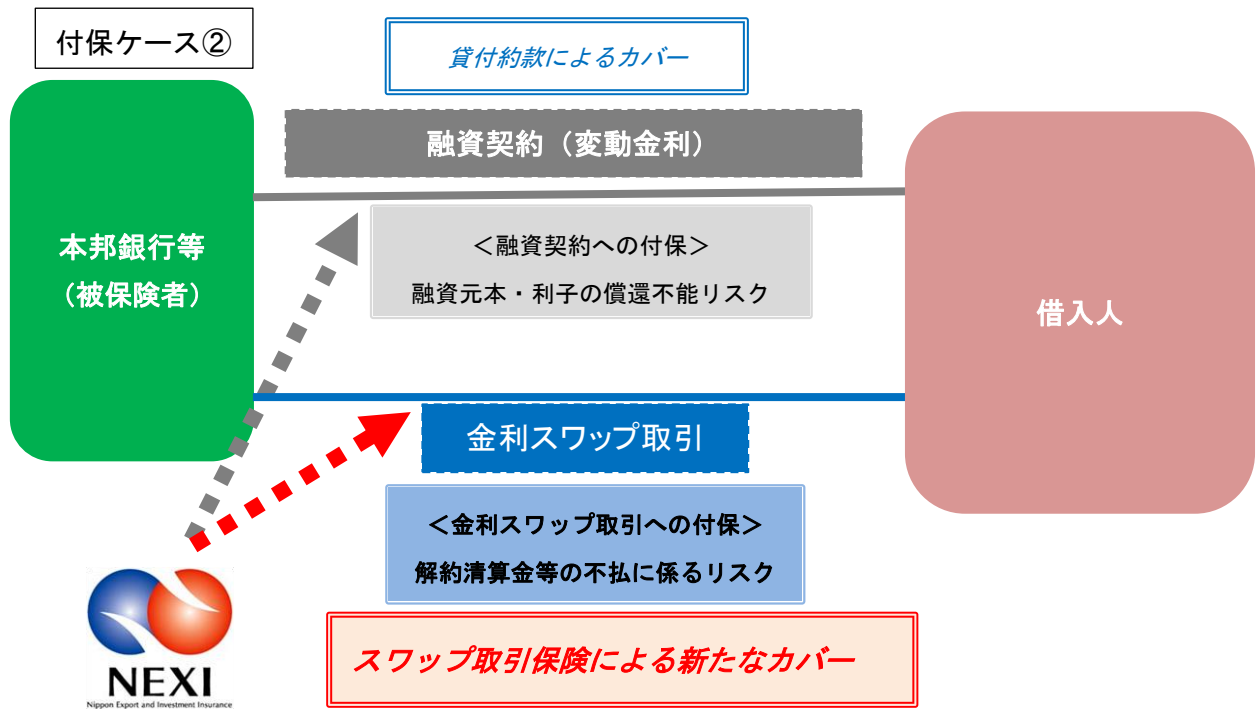 付保ケース②
貸付約款によるカバー
融資契約（変動金利）
本邦銀行等
（被保険者）
＜融資契約への付保＞
融資元本・利子の償還不能リスク
借入人
金利スワップ取引
＜金利スワップ取引への付保＞
解約清算金等の不払に係るリスク
スワップ取引保険による新たなカバー
NEXI
Nippon Export and Investment Insurance